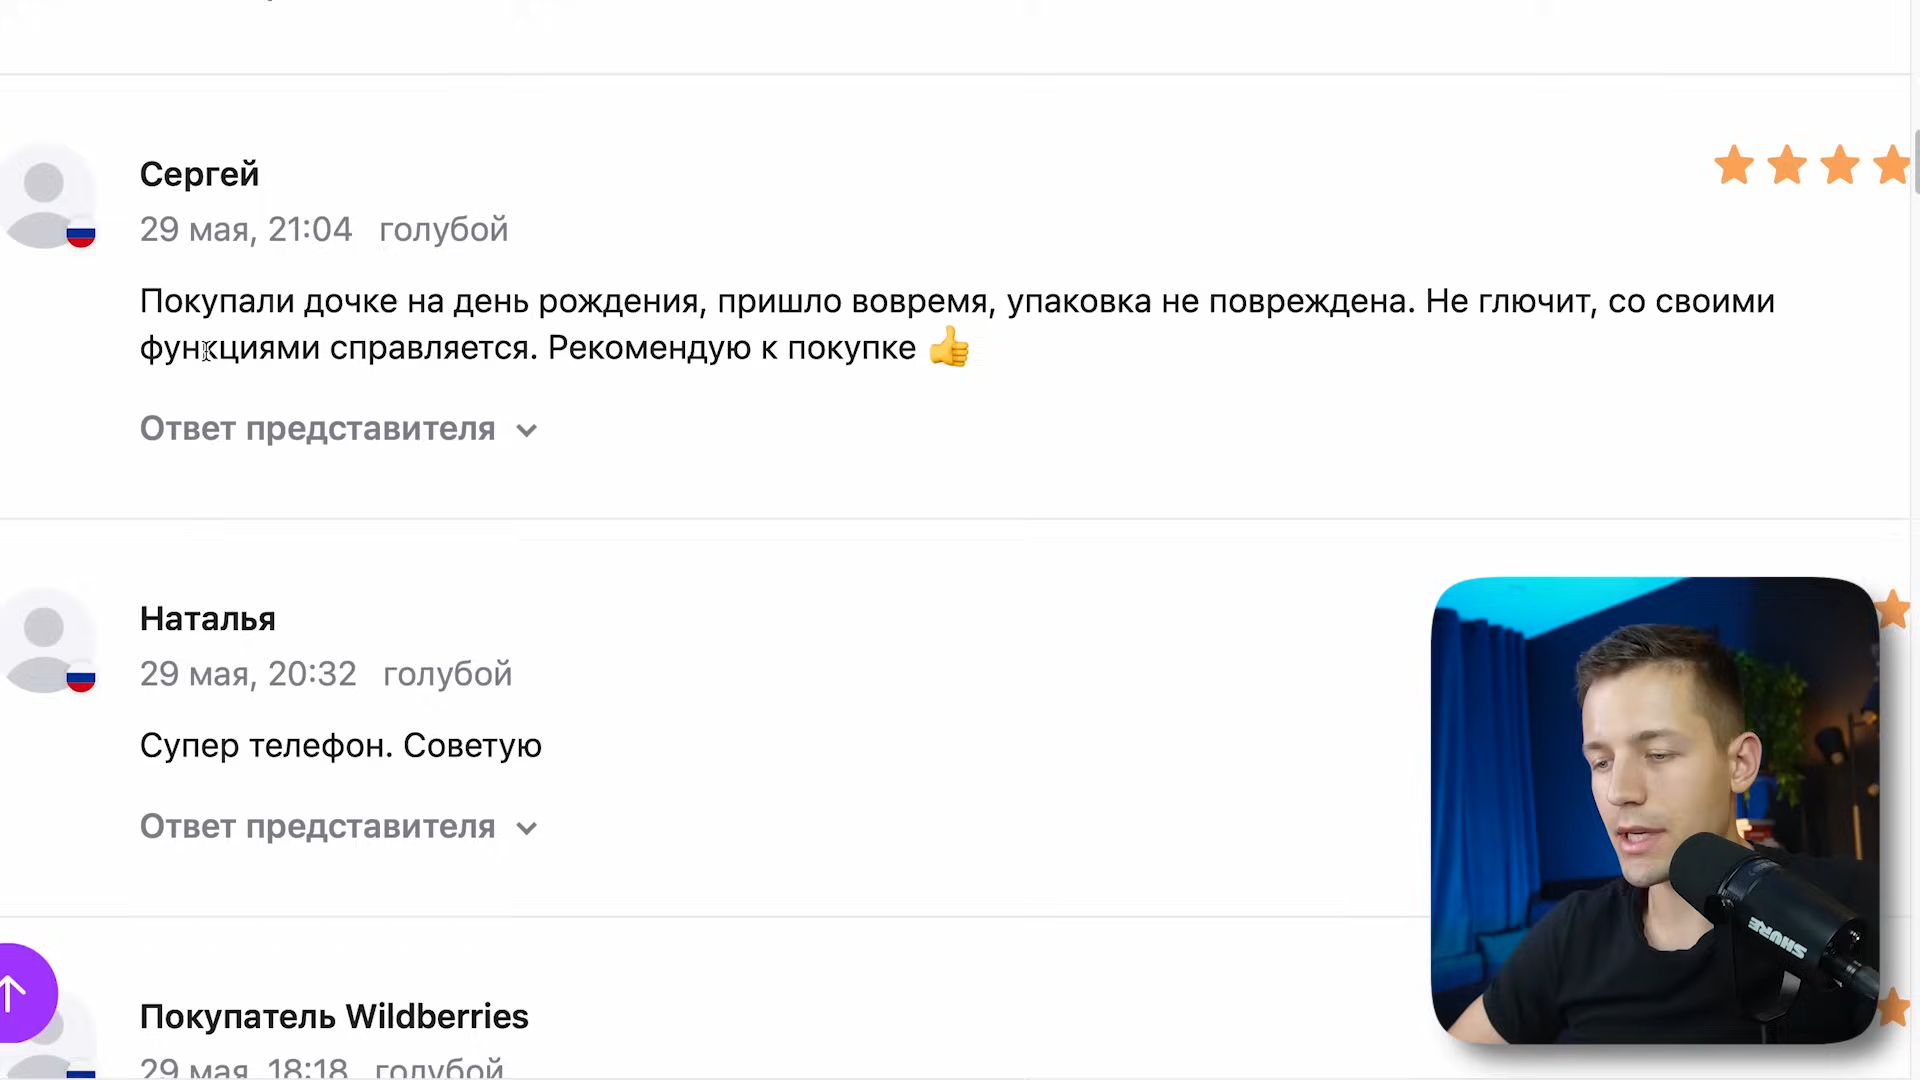 Сергей
29 мая, 21:04 голубой
Покупали дочке на день рождения, пришло вовремя, упаковка не повреждена. Не глючит, со своими
функциями справляется. Рекомендую к покупке 👍
Ответ представителя
Наталья
29 мая, 20:32 голубой
Супер телефон. Советую
Ответ представителя
SHURE
Покупатель Wildberries
29 мая, 18:18 голубой